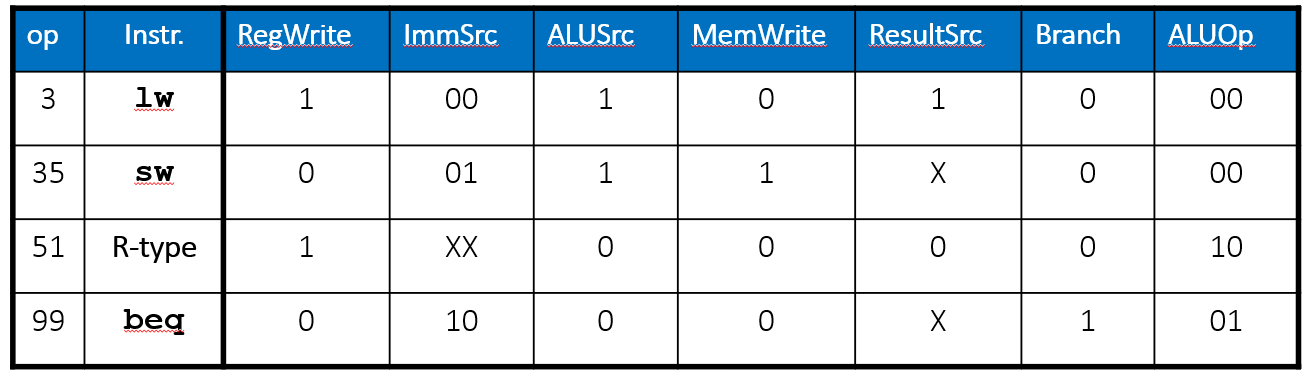 op Instr. RegWrite ImmSrc ALUSrc MemWrite ResultSrc Branch ALUOp
3 lw 1 00 1 0 1 0 00
35 sw 0 01 1 1 X 0 00
51 R-type 1 XX 0 0 0 0 10
99 beq 0 10 0 0 X 1 01